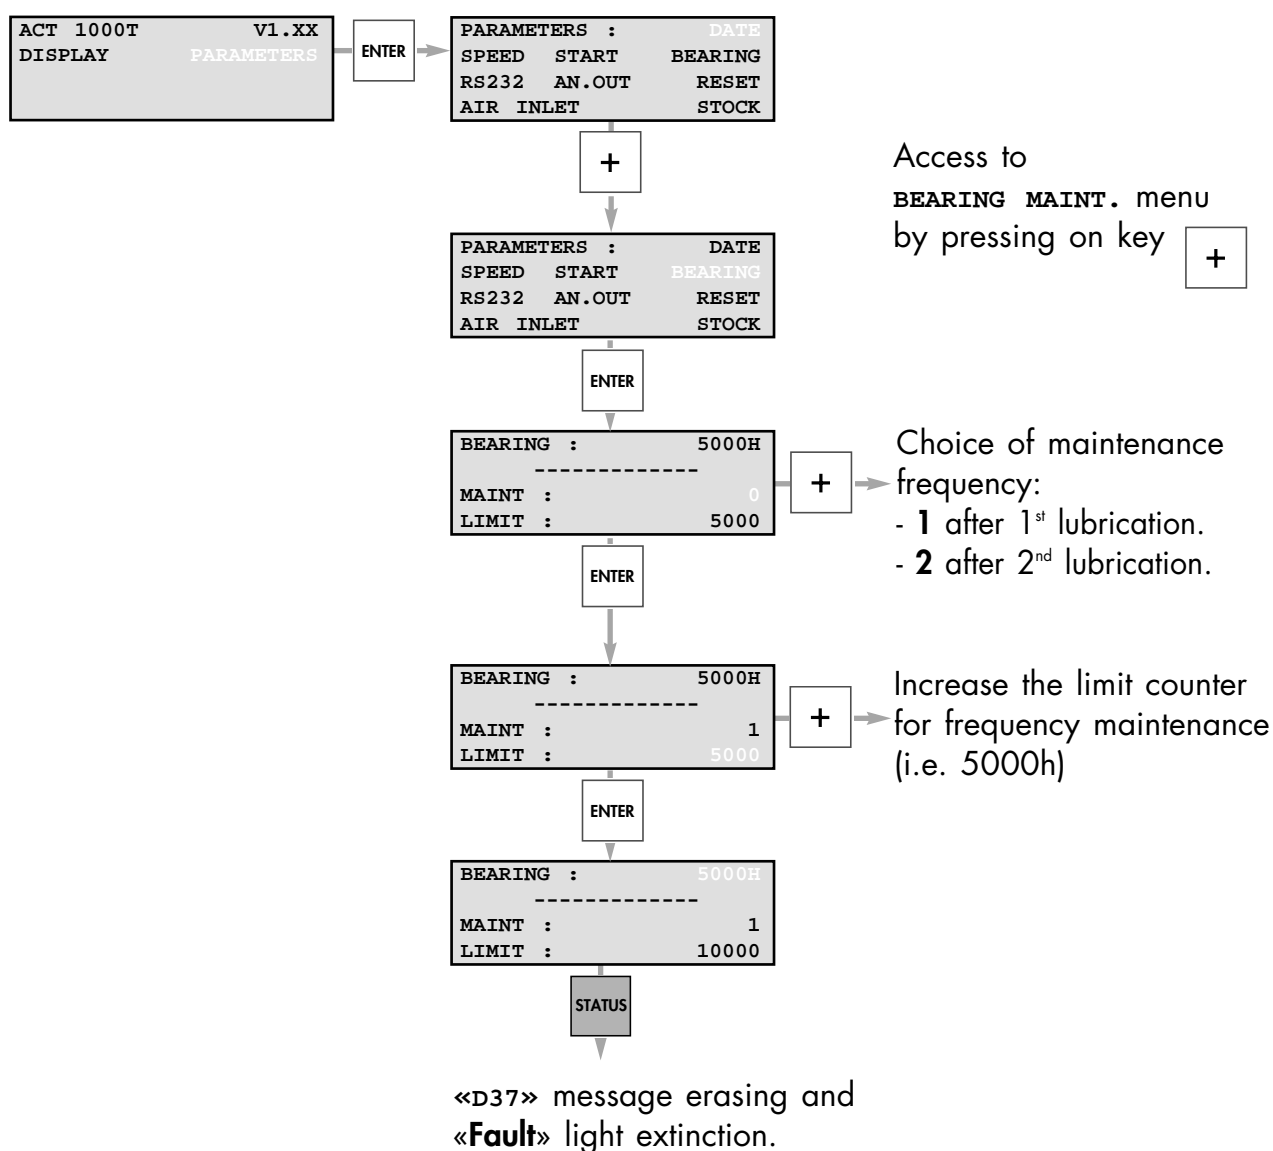 ACT 1000T V1.XX
DISPLAY PARAMETERS
ENTER
PARAMETERS : DATE
SPEED START BEARING
RS232 AN.OUT RESET
AIR INLET STOCK
+
Access to
BEARING MAINT. menu
by pressing on key +
PARAMETERS : DATE
SPEED START BEARING
RS232 AN.OUT RESET
AIR INLET STOCK
ENTER
BEARING : 5000H
-------------
MAINT : 0
LIMIT : 5000
+
Choice of maintenance
frequency:
- 1 after 1st lubrication.
- 2 after 2nd lubrication.
ENTER
BEARING : 5000H
-------------
MAINT : 1
LIMIT : 5000
+
Increase the limit counter
for frequency maintenance
(i.e. 5000h)
ENTER
BEARING : 5000H
-------------
MAINT : 1
LIMIT : 10000
STATUS
«D37» message erasing and
«Fault» light extinction.